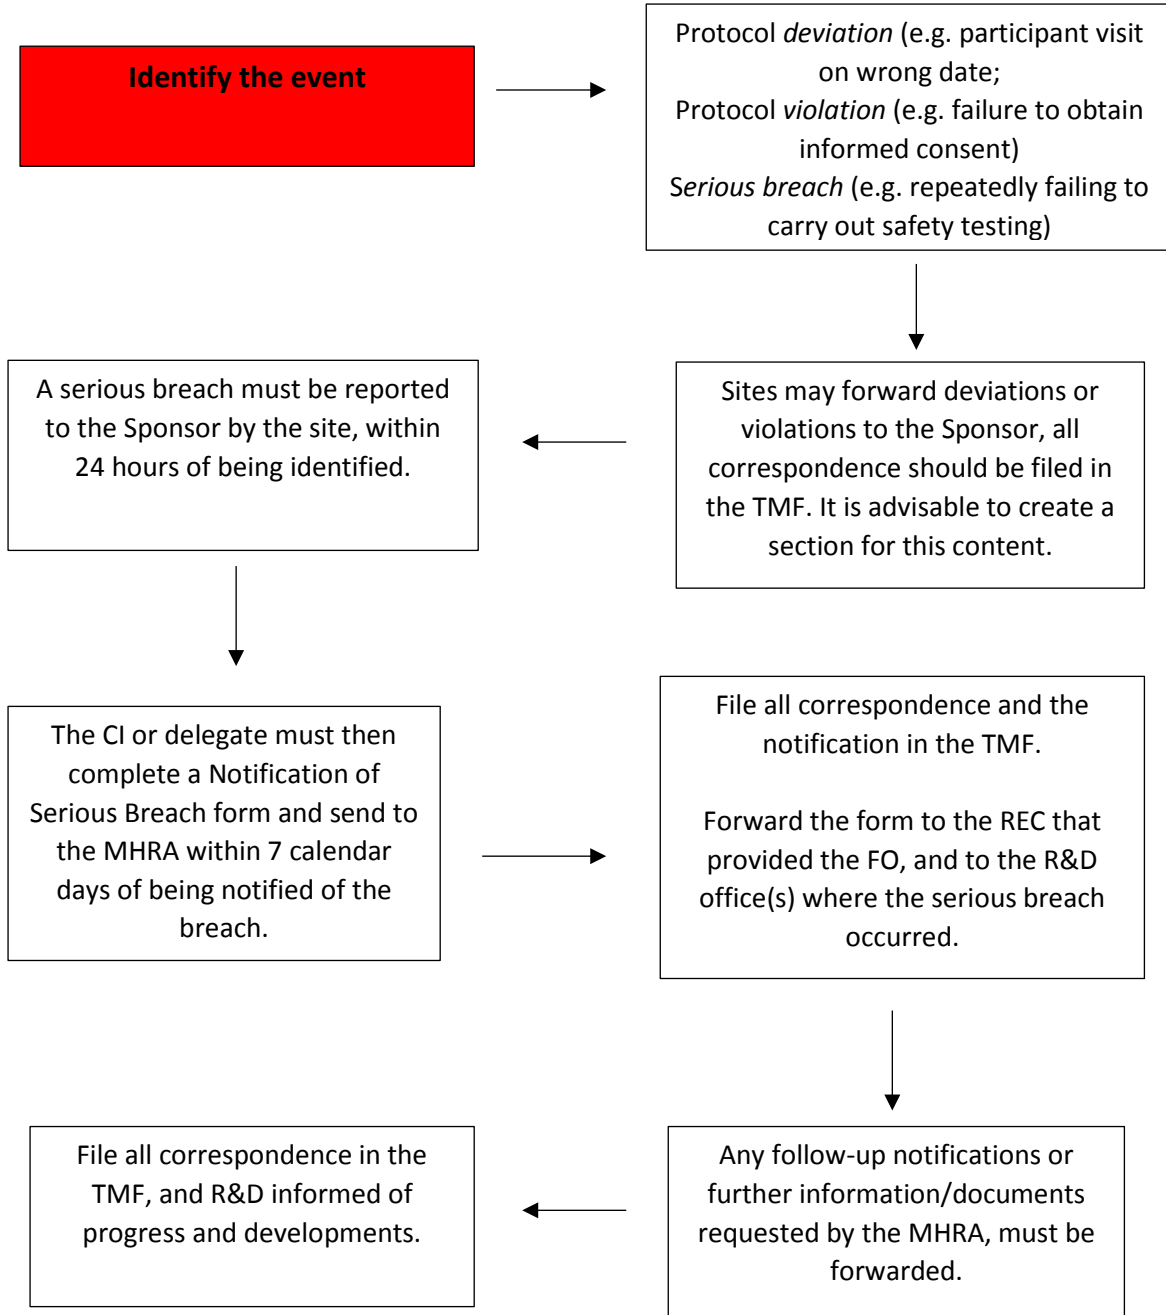 Identify the event
Protocol deviation (e.g. participant visit
on wrong date;
Protocol violation (e.g. failure to obtain
informed consent)
Serious breach (e.g. repeatedly failing to
carry out safety testing)
Sites may forward deviations or
violations to the Sponsor, all
correspondence should be filed in
the TMF. It is advisable to create a
section for this content.
A serious breach must be reported
to the Sponsor by the site, within
24 hours of being identified.
The CI or delegate must then
complete a Notification of
Serious Breach form and send to
the MHRA within 7 calendar
days of being notified of the
breach.
File all correspondence and the
notification in the TMF.
Forward the form to the REC that
provided the FO, and to the R&D
office(s) where the serious breach
occurred.
Any follow-up notifications or
further information/documents
requested by the MHRA, must be
forwarded.
File all correspondence in the
TMF, and R&D informed of
progress and developments.